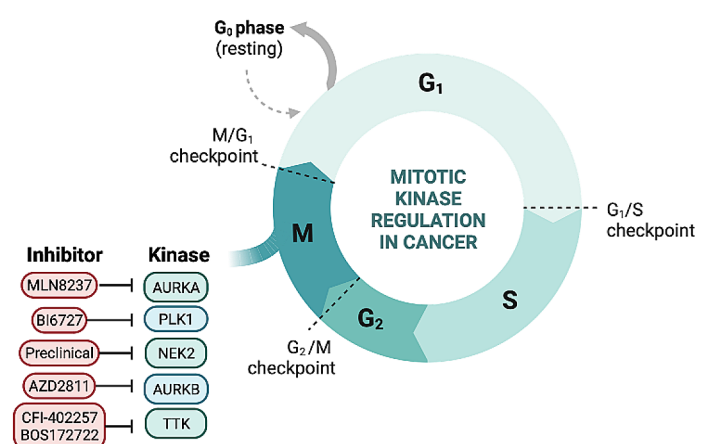 G₀ phase
(resting)
G₁
M/G₁
checkpoint
MITOTIC
KINASE
REGULATION
IN CANCER
G₁/S
checkpoint
M
S
G₂
G₂/M
checkpoint
Inhibitor Kinase
MLN8237 AURKA
BI6727 PLK1
Preclinical NEK2
AZD2811 AURKB
CFI-402257
BOS172722 TTK